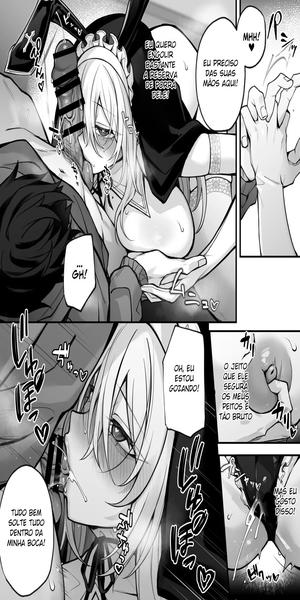 MHH!
EU PRECISO
DAS SUAS
MÃOS AQUI!
EU QUERO
ENGOLIR
BASTANTE
A RESERVA
DE PORRA
DELE!
...
GH!
O JEITO
QUE ELE
SEGURA
OS MEUS
PEITOS E
TÃO BRUTO
MAS EU
GOSTO
DISSO!
OH, EU
ESTOU
GOZANDO!
TUDO BEM
SOLTE TUDO
DENTRO DA
MINHA BOCA!